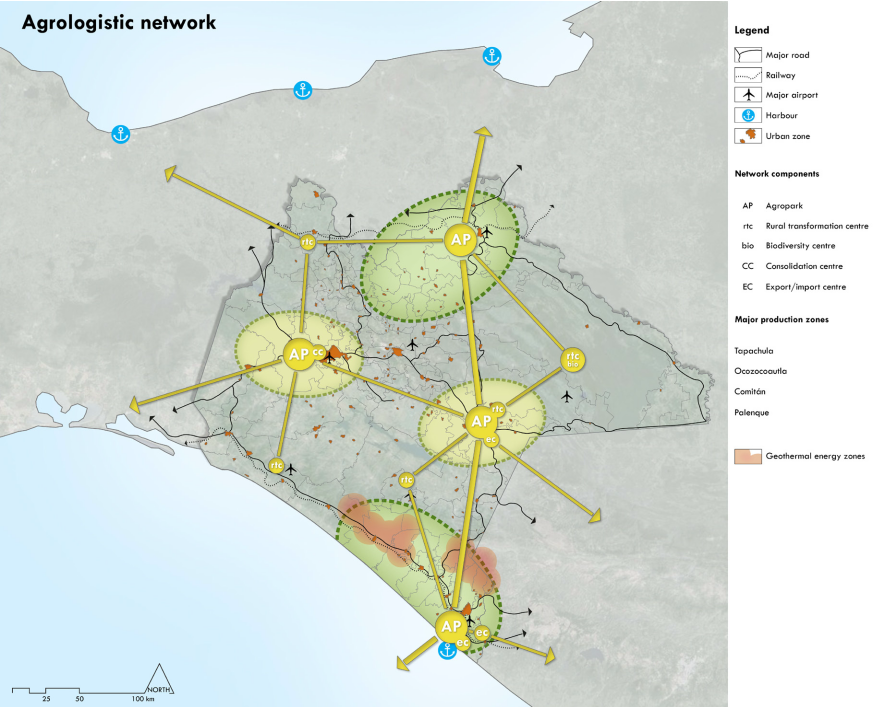 Agrologistic network
Legend
Major road
Railway
Major airport
Harbour
Urban zone
Network components
AP Agropark
rtc Rural transformation centre
bio Biodiversity centre
CC Consolidation centre
EC Export/import centre
Major production zones
Tapachula
Ocozocoautla
Comitán
Palenque
Geothermal energy zones
rtc
AP
AP cc
rtc
bio
rtc
AP
ec
rtc
rtc
AP
ec
ec
NORTH
25 50 100 km